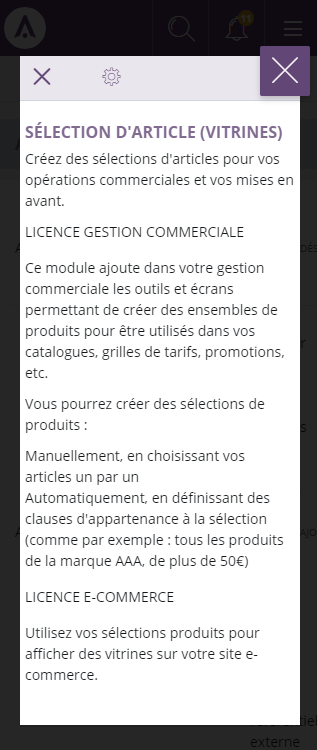 11
SÉLECTION D'ARTICLE (VITRINES)
Créez des sélections d'articles pour vos
opérations commerciales et vos mises en
avant.
LICENCE GESTION COMMERCIALE
Ce module ajoute dans votre gestion
commerciale les outils et écrans
permettant de créer des ensembles de
produits pour être utilisés dans vos
catalogues, grilles de tarifs, promotions,
etc.
Vous pourrez créer des sélections de
produits :
Manuellement, en choisissant vos
articles un par un
Automatiquement, en définissant des
clauses d'appartenance à la sélection
(comme par exemple : tous les produits
de la marque AAA, de plus de 50€)
LICENCE E-COMMERCE
Utilisez vos sélections produits pour
afficher des vitrines sur votre site e-
commerce.
externe